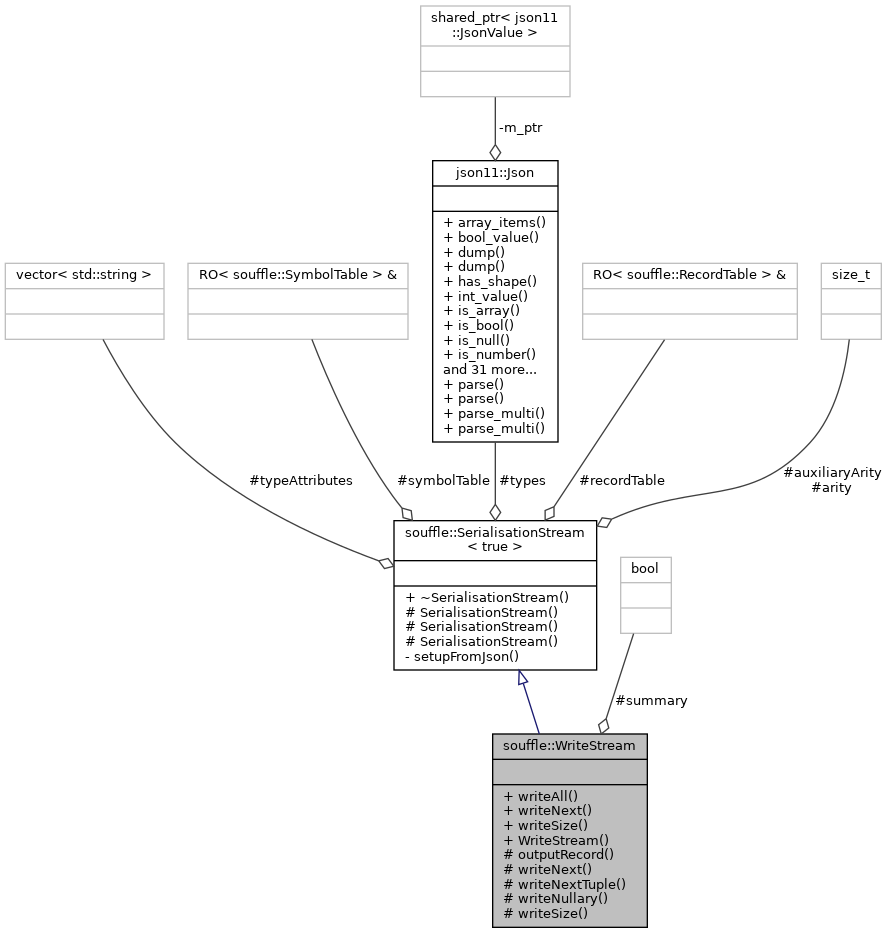 shared_ptr< json11
::JsonValue >
-m_ptr
json11::Json
+ array_items()
+ bool_value()
+ dump()
+ dump()
+ has_shape()
+ int_value()
+ is_array()
+ is_bool()
+ is_null()
+ is_number()
and 31 more...
+ parse()
+ parse()
+ parse_multi()
+ parse_multi()
vector< std::string >
RO< souffle::SymbolTable > &
RO< souffle::RecordTable > &
size_t
#typeAttributes
#symbolTable
#types
#recordTable
#auxiliaryArity
#arity
souffle::SerialisationStream
< true >
+ ~SerialisationStream()
# SerialisationStream()
# SerialisationStream()
# SerialisationStream()
- setupFromJson()
bool
#summary
souffle::WriteStream
+ writeAll()
+ writeNext()
+ writeSize()
+ WriteStream()
# outputRecord()
# writeNext()
# writeNextTuple()
# writeNullary()
# writeSize()